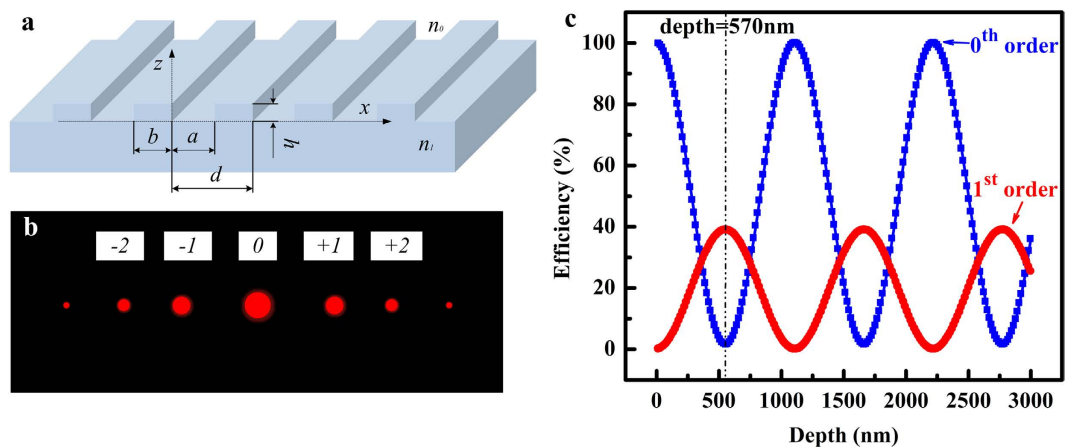 a
n₀
z
x
b
a
h
n₁
d
b
-2
-1
0
+1
+2
c
depth=570nm
0ᵗʰ order
1ˢᵗ order
Efficiency (%)
100
80
60
40
20
0
0 500 1000 1500 2000 2500 3000
Depth (nm)